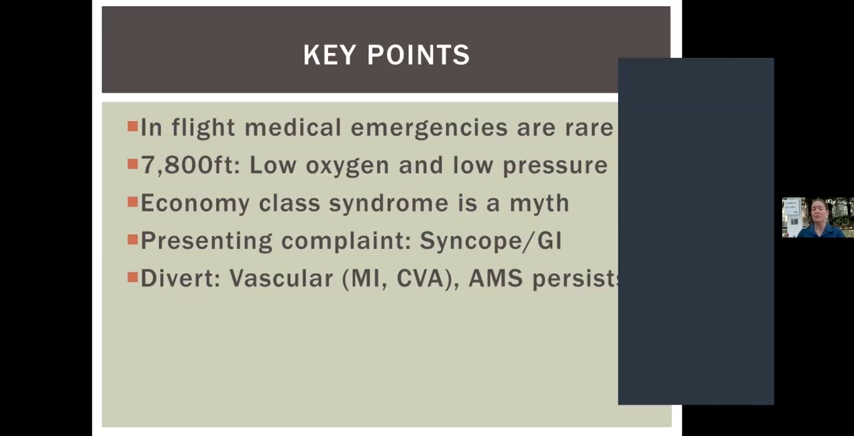 KEY POINTS
In flight medical emergencies are rare
7,800ft: Low oxygen and low pressure
Economy class syndrome is a myth
Presenting complaint: Syncope/GI
Divert: Vascular (MI, CVA), AMS persists